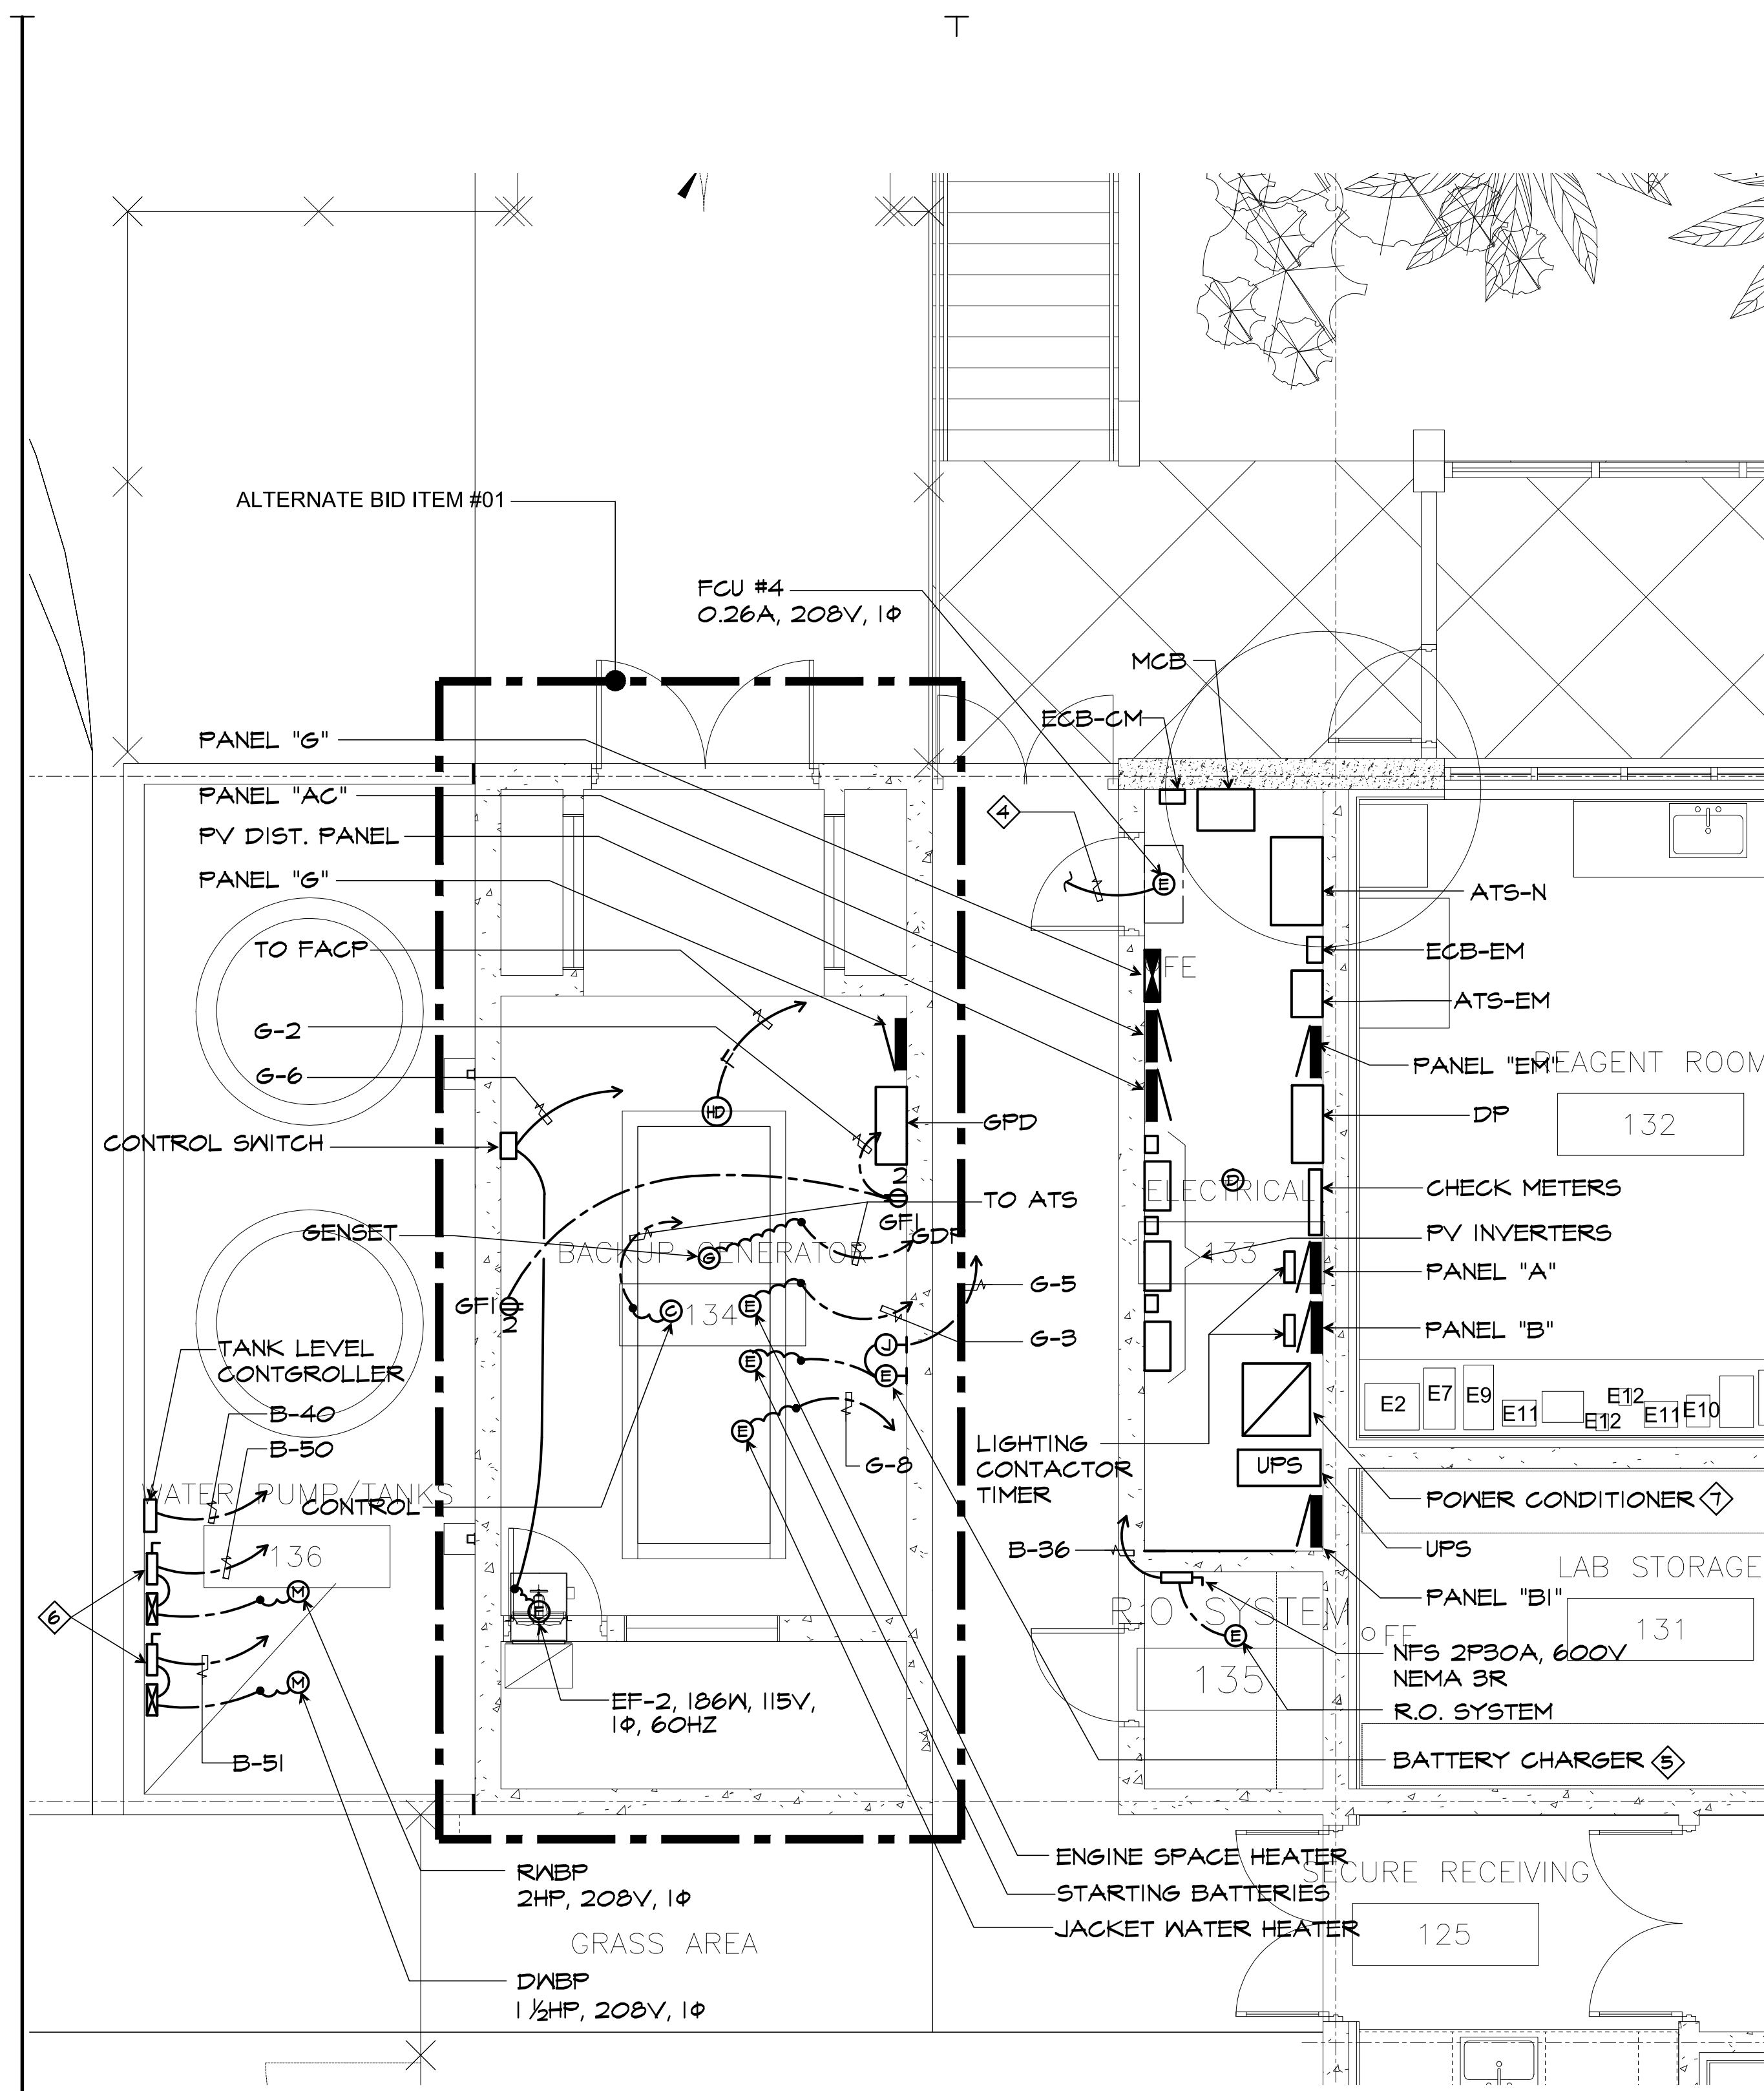 ALTERNATE BID ITEM #01
FCU #4
0.26A, 208V, 1Φ
MCB
ECB-CM
PANEL "G"
PANEL "AC"
PV DIST. PANEL
PANEL "G"
4
E
ATS-N
TO FACP
ECB-EM
FE
ATS-EM
G-2
PANEL "EM"
REAGENT ROOM
G-6
HD
GPD
DP
132
CONTROL SWITCH
2
D
ELECTRICAL
CHECK METERS
TO ATS
GFI
GDP
GENSET
G
BACKUP GENERATOR
133
PV INVERTERS
PANEL "A"
G-5
GFI
2
C
134
E
G-3
PANEL "B"
J
TANK LEVEL
CONTGROLLER
E
E
E2
E7
E9
E11
E12
E12
E11
E10
B-40
E
LIGHTING
CONTACTOR
TIMER
B-50
G-8
UPS
WATER PUMP/TANKS
CONTROL
POWER CONDITIONER
7
B-36
UPS
136
LAB STORAGE
M
PANEL "B1"
6
E
R.O. SYSTEM
E
FE
131
NFS 2P30A, 600V
NEMA 3R
135
M
EF-2, 186W, 115V,
1Φ, 60HZ
R.O. SYSTEM
B-51
BATTERY CHARGER
5
RWBP
2HP, 208V, 1Φ
ENGINE SPACE HEATER
SECURE RECEIVING
STARTING BATTERIES
JACKET WATER HEATER
125
GRASS AREA
DWBP
1 ½HP, 208V, 1Φ